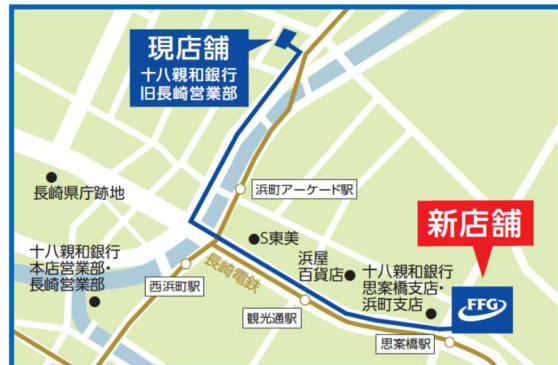 現店舗
十八親和銀行
旧長崎営業部
浜町アーケード駅
長崎県庁跡地
新店舗
●S東美
十八親和銀行
本店営業部・
長崎営業部
西浜町駅
長崎電鉄
浜屋
百貨店
十八親和銀行
思案橋支店・
浜町支店
FFG
観光通駅
思案橋駅